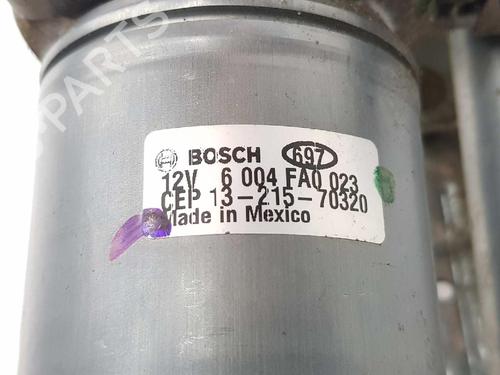 BOSCH 697
12V 6 004 FA0 023
CEP 13-215-70320
Made in Mexico